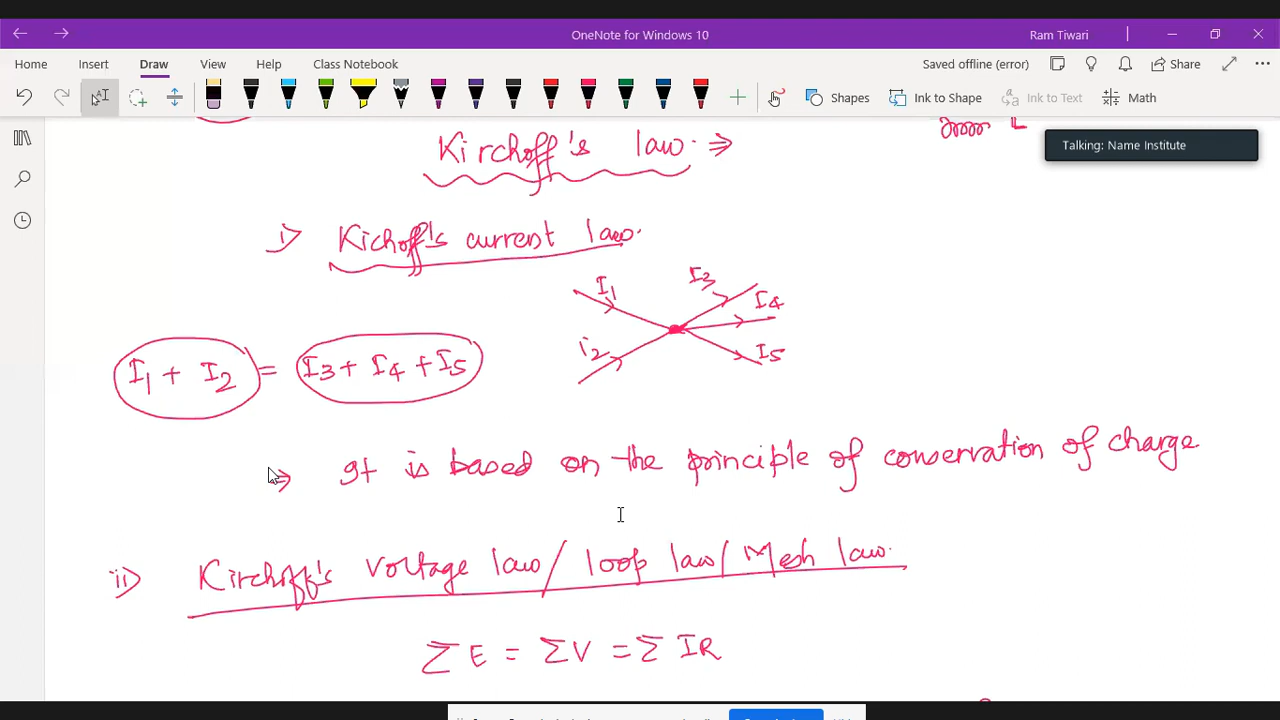 OneNote for Windows 10
Ram Tiwari
Home Insert Draw View Help Class Notebook
Saved offline (error)
Share
Shapes
Ink to Shape
Ink to Text
Math
Talking: Name Institute
Kirchoff's law. ⇒
i) Kichoff's current law.
I1 I3 I4
i2 I5
I1 + I2 = I3 + I4 + I5
⇒ It is based on the principle of conservation of charge
ii) Kirchoff's voltage law / loop law / Mesh law.
∑ E = ∑ V = ∑ IR